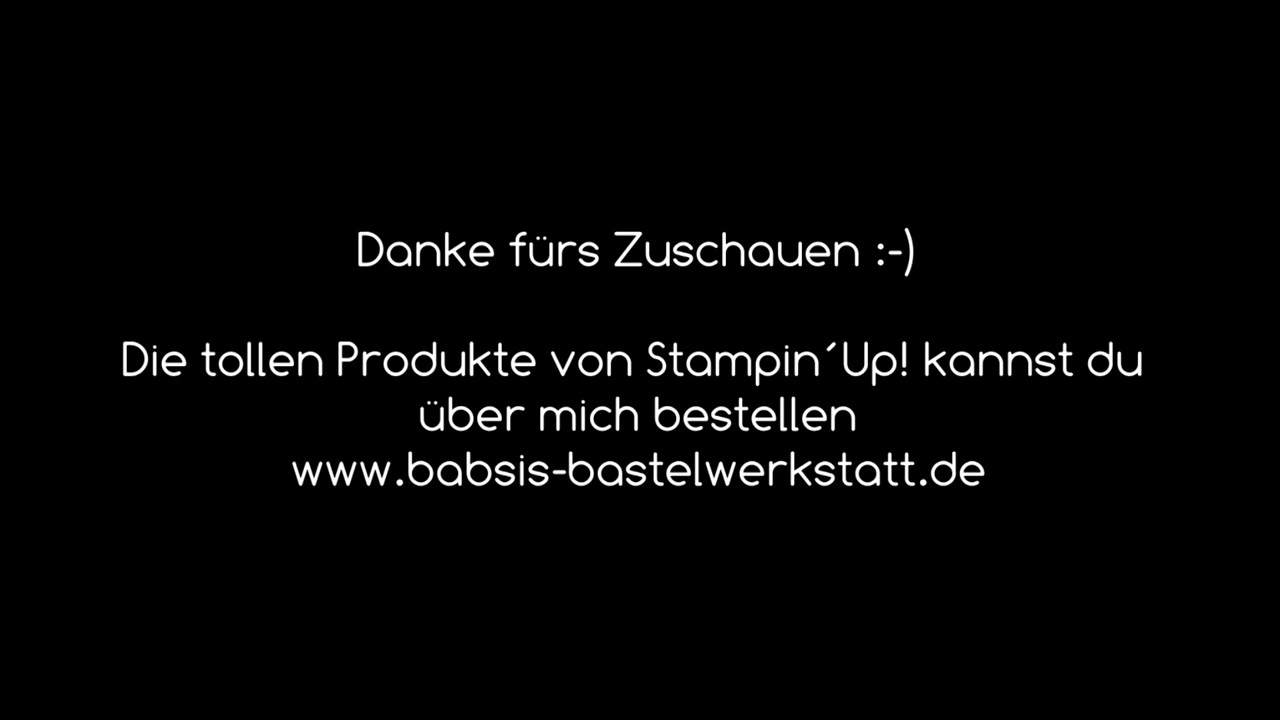 Danke fürs Zuschauen :-)
Die tollen Produkte von Stampin´Up! kannst du
über mich bestellen
www.babsis-bastelwerkstatt.de